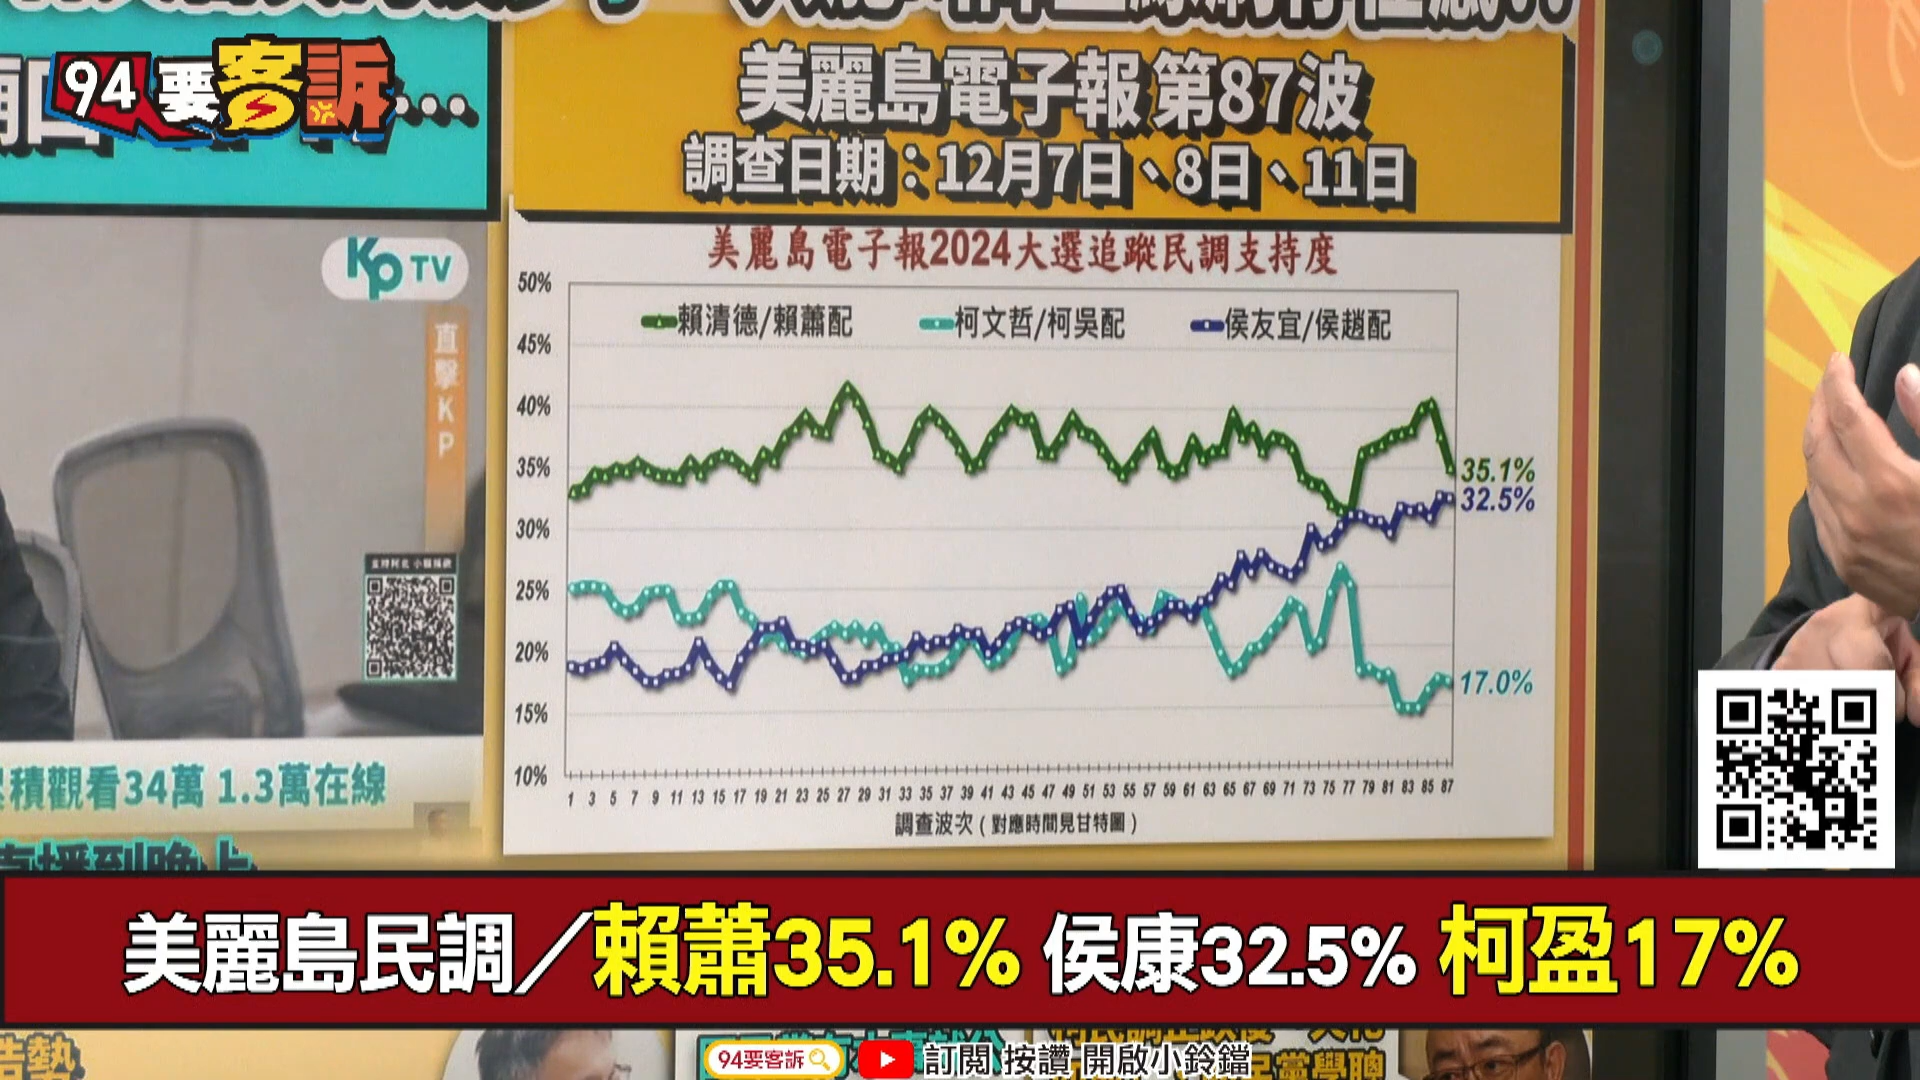 94要客訴
美麗島電子報第87波
調查日期：12月7日、8日、11日
KP TV
直擊KP
累積觀看34萬 1.3萬在線
直播到晚上
美麗島電子報2024大選追蹤民調支持度
賴清德/賴蕭配 柯文哲/柯吳配 侯友宜/侯趙配
50%
45%
40%
35%
30%
25%
20%
15%
10%
35.1%
32.5%
17.0%
1 3 5 7 9 11 13 15 17 19 21 23 25 27 29 31 33 35 37 39 41 43 45 47 49 51 53 55 57 59 61 63 65 67 69 71 73 75 77 79 81 83 85 87
調查波次（對應時間見甘特圖）
美麗島民調／賴蕭35.1% 侯康32.5% 柯盈17%
造勢
94要客訴 訂閱 按讚 開啟小鈴鐺